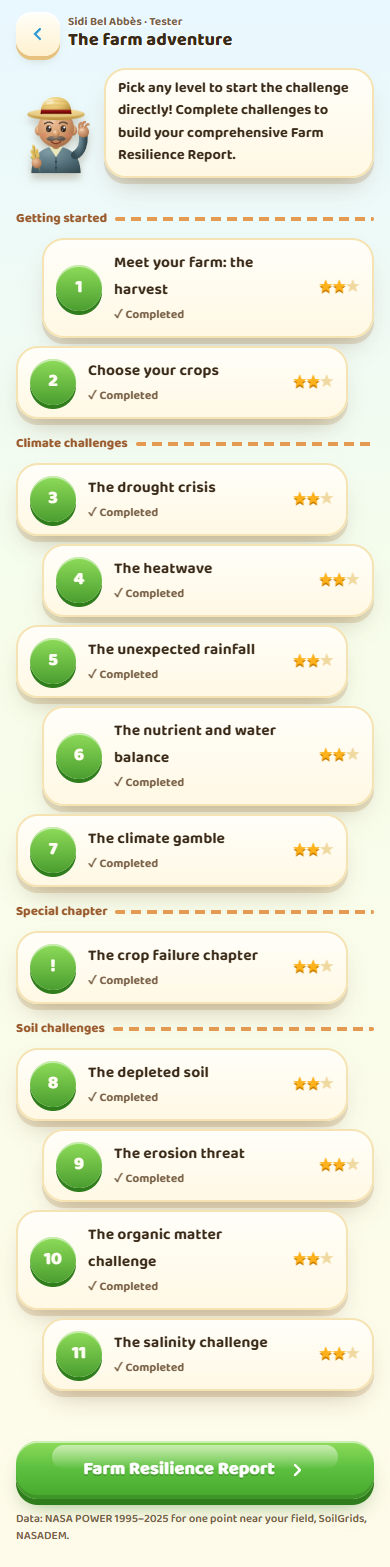 Sidi Bel Abbès · Tester
The farm adventure
Pick any level to start the challenge
directly! Complete challenges to
build your comprehensive Farm
Resilience Report.
Getting started
1
Meet your farm: the
harvest
✓ Completed
2
Choose your crops
✓ Completed
Climate challenges
3
The drought crisis
✓ Completed
4
The heatwave
✓ Completed
5
The unexpected rainfall
✓ Completed
6
The nutrient and water
balance
✓ Completed
7
The climate gamble
✓ Completed
Special chapter
!
The crop failure chapter
✓ Completed
Soil challenges
8
The depleted soil
✓ Completed
9
The erosion threat
✓ Completed
10
The organic matter
challenge
✓ Completed
11
The salinity challenge
✓ Completed
Farm Resilience Report
Data: NASA POWER 1995–2025 for one point near your field, SoilGrids,
NASADEM.